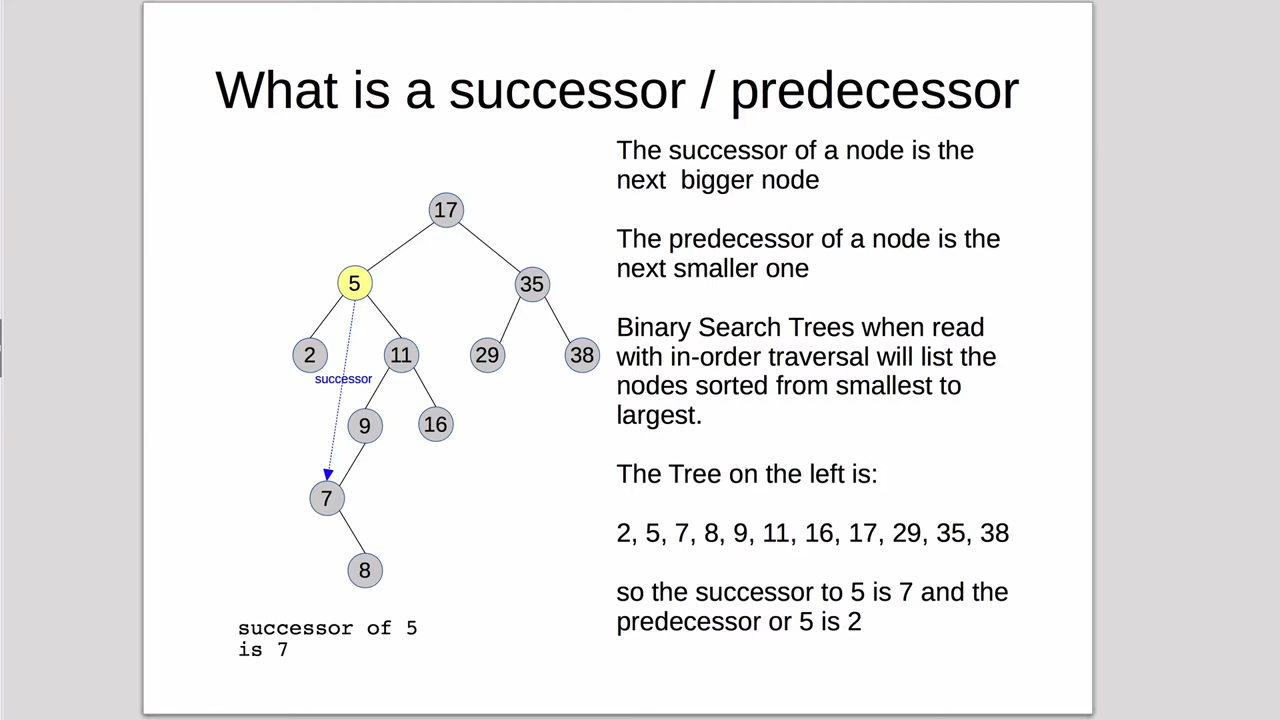 What is a successor / predecessor
The successor of a node is the
next  bigger node
The predecessor of a node is the
next smaller one
Binary Search Trees when read
with in-order traversal will list the
nodes sorted from smallest to
largest.
The Tree on the left is:
2, 5, 7, 8, 9, 11, 16, 17, 29, 35, 38
so the successor to 5 is 7 and the
predecessor or 5 is 2
17
5
35
2
11
29
38
successor
9
16
7
8
successor of 5
is 7